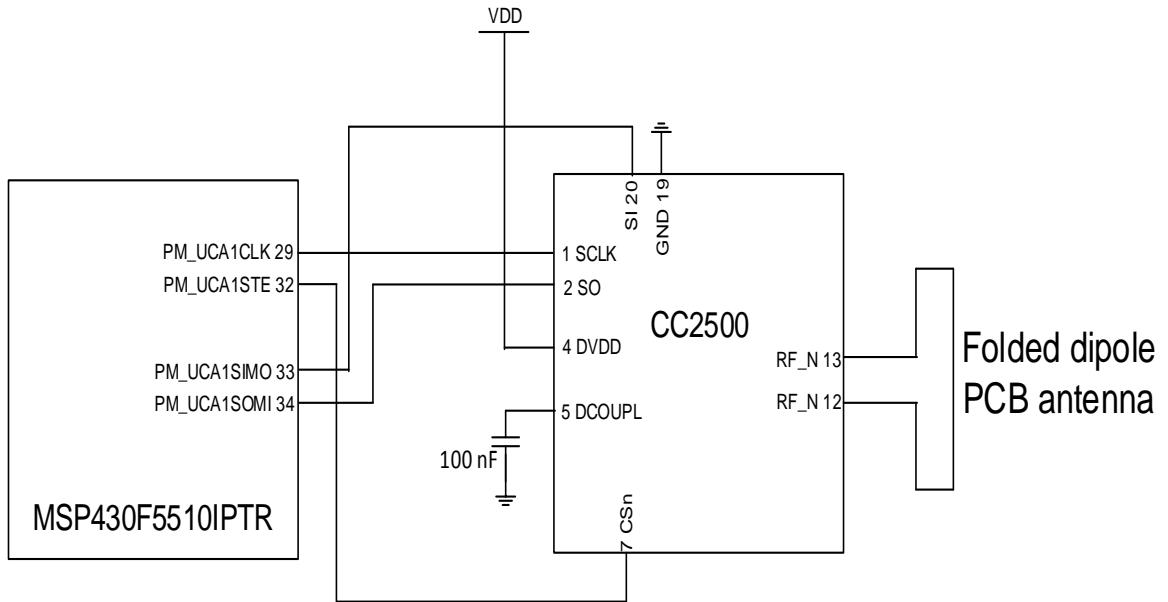 VDD
SI 20
GND 19
PM_UCA1CLK 29
1 SCLK
PM_UCA1STE 32
2 SO
CC2500
4 DVDD
RF_N 13
Folded dipole
PCB antenna
PM_UCA1SIMO 33
PM_UCA1SOMI 34
RF_N 12
5 DCOUPL
100 nF
MSP430F5510IPTR
7 CSn